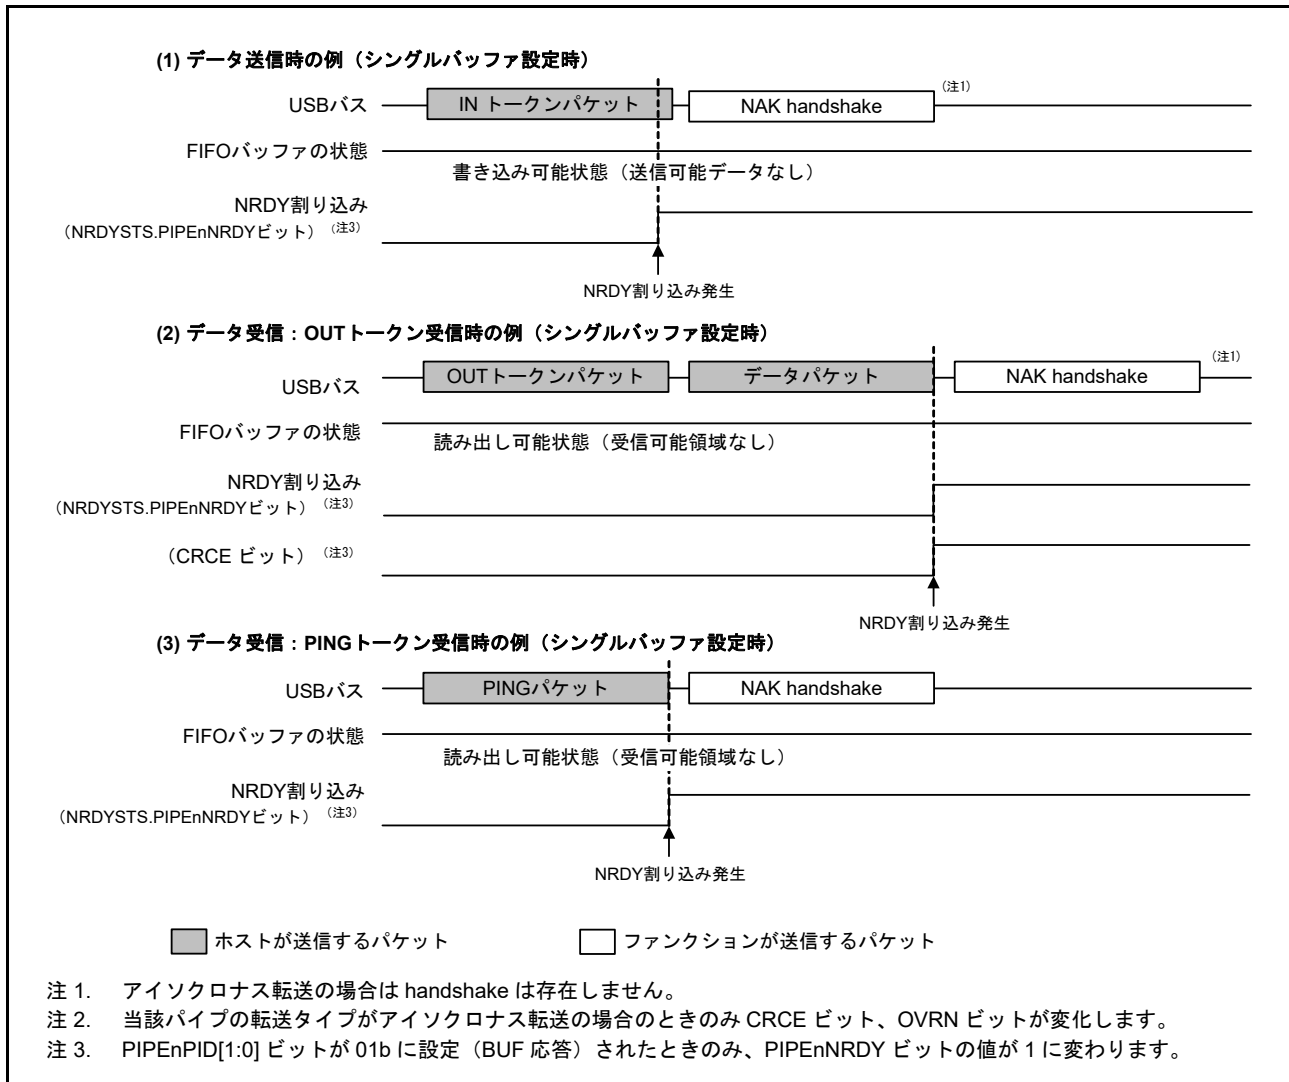 (1) データ送信時の例（シングルバッファ設定時）
USBバス
IN トークンパケット
NAK handshake
（注1）
FIFOバッファの状態
書き込み可能状態（送信可能データなし）
NRDY割り込み
（NRDYSTS.PIPEnNRDYビット）（注3）
NRDY割り込み発生
(2) データ受信：OUTトークン受信時の例（シングルバッファ設定時）
USBバス
OUTトークンパケット
データパケット
NAK handshake
（注1）
FIFOバッファの状態
読み出し可能状態（受信可能領域なし）
NRDY割り込み
（NRDYSTS.PIPEnNRDYビット）（注3）
（CRCE ビット）（注3）
NRDY割り込み発生
(3) データ受信：PINGトークン受信時の例（シングルバッファ設定時）
USBバス
PINGパケット
NAK handshake
FIFOバッファの状態
読み出し可能状態（受信可能領域なし）
NRDY割り込み
（NRDYSTS.PIPEnNRDYビット）（注3）
NRDY割り込み発生
ホストが送信するパケット
ファンクションが送信するパケット
注 1. アイソクロナス転送の場合は handshake は存在しません。
注 2. 当該パイプの転送タイプがアイソクロナス転送の場合のときのみ CRCE ビット、OVRN ビットが変化します。
注 3. PIPEnPID[1:0] ビットが 01b に設定（BUF 応答）されたときのみ、PIPEnNRDY ビットの値が 1 に変わります。